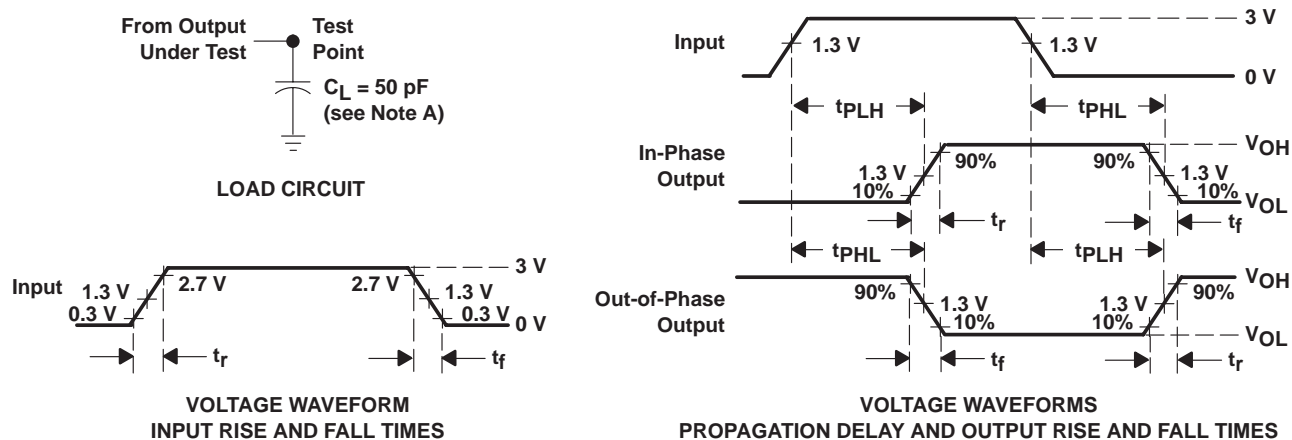 From Output
Under Test
Test
Point
CL = 50 pF
(see Note A)
LOAD CIRCUIT
Input
1.3 V
0.3 V
2.7 V
2.7 V
1.3 V
0.3 V
3 V
0 V
tr
tf
VOLTAGE WAVEFORM
INPUT RISE AND FALL TIMES
Input
1.3 V
1.3 V
3 V
0 V
tPLH
tPHL
In-Phase
Output
1.3 V
10%
90%
90%
1.3 V
10%
VOH
VOL
tr
tf
tPHL
tPLH
Out-of-Phase
Output
90%
1.3 V
10%
1.3 V
10%
90%
VOH
VOL
tf
tr
VOLTAGE WAVEFORMS
PROPAGATION DELAY AND OUTPUT RISE AND FALL TIMES